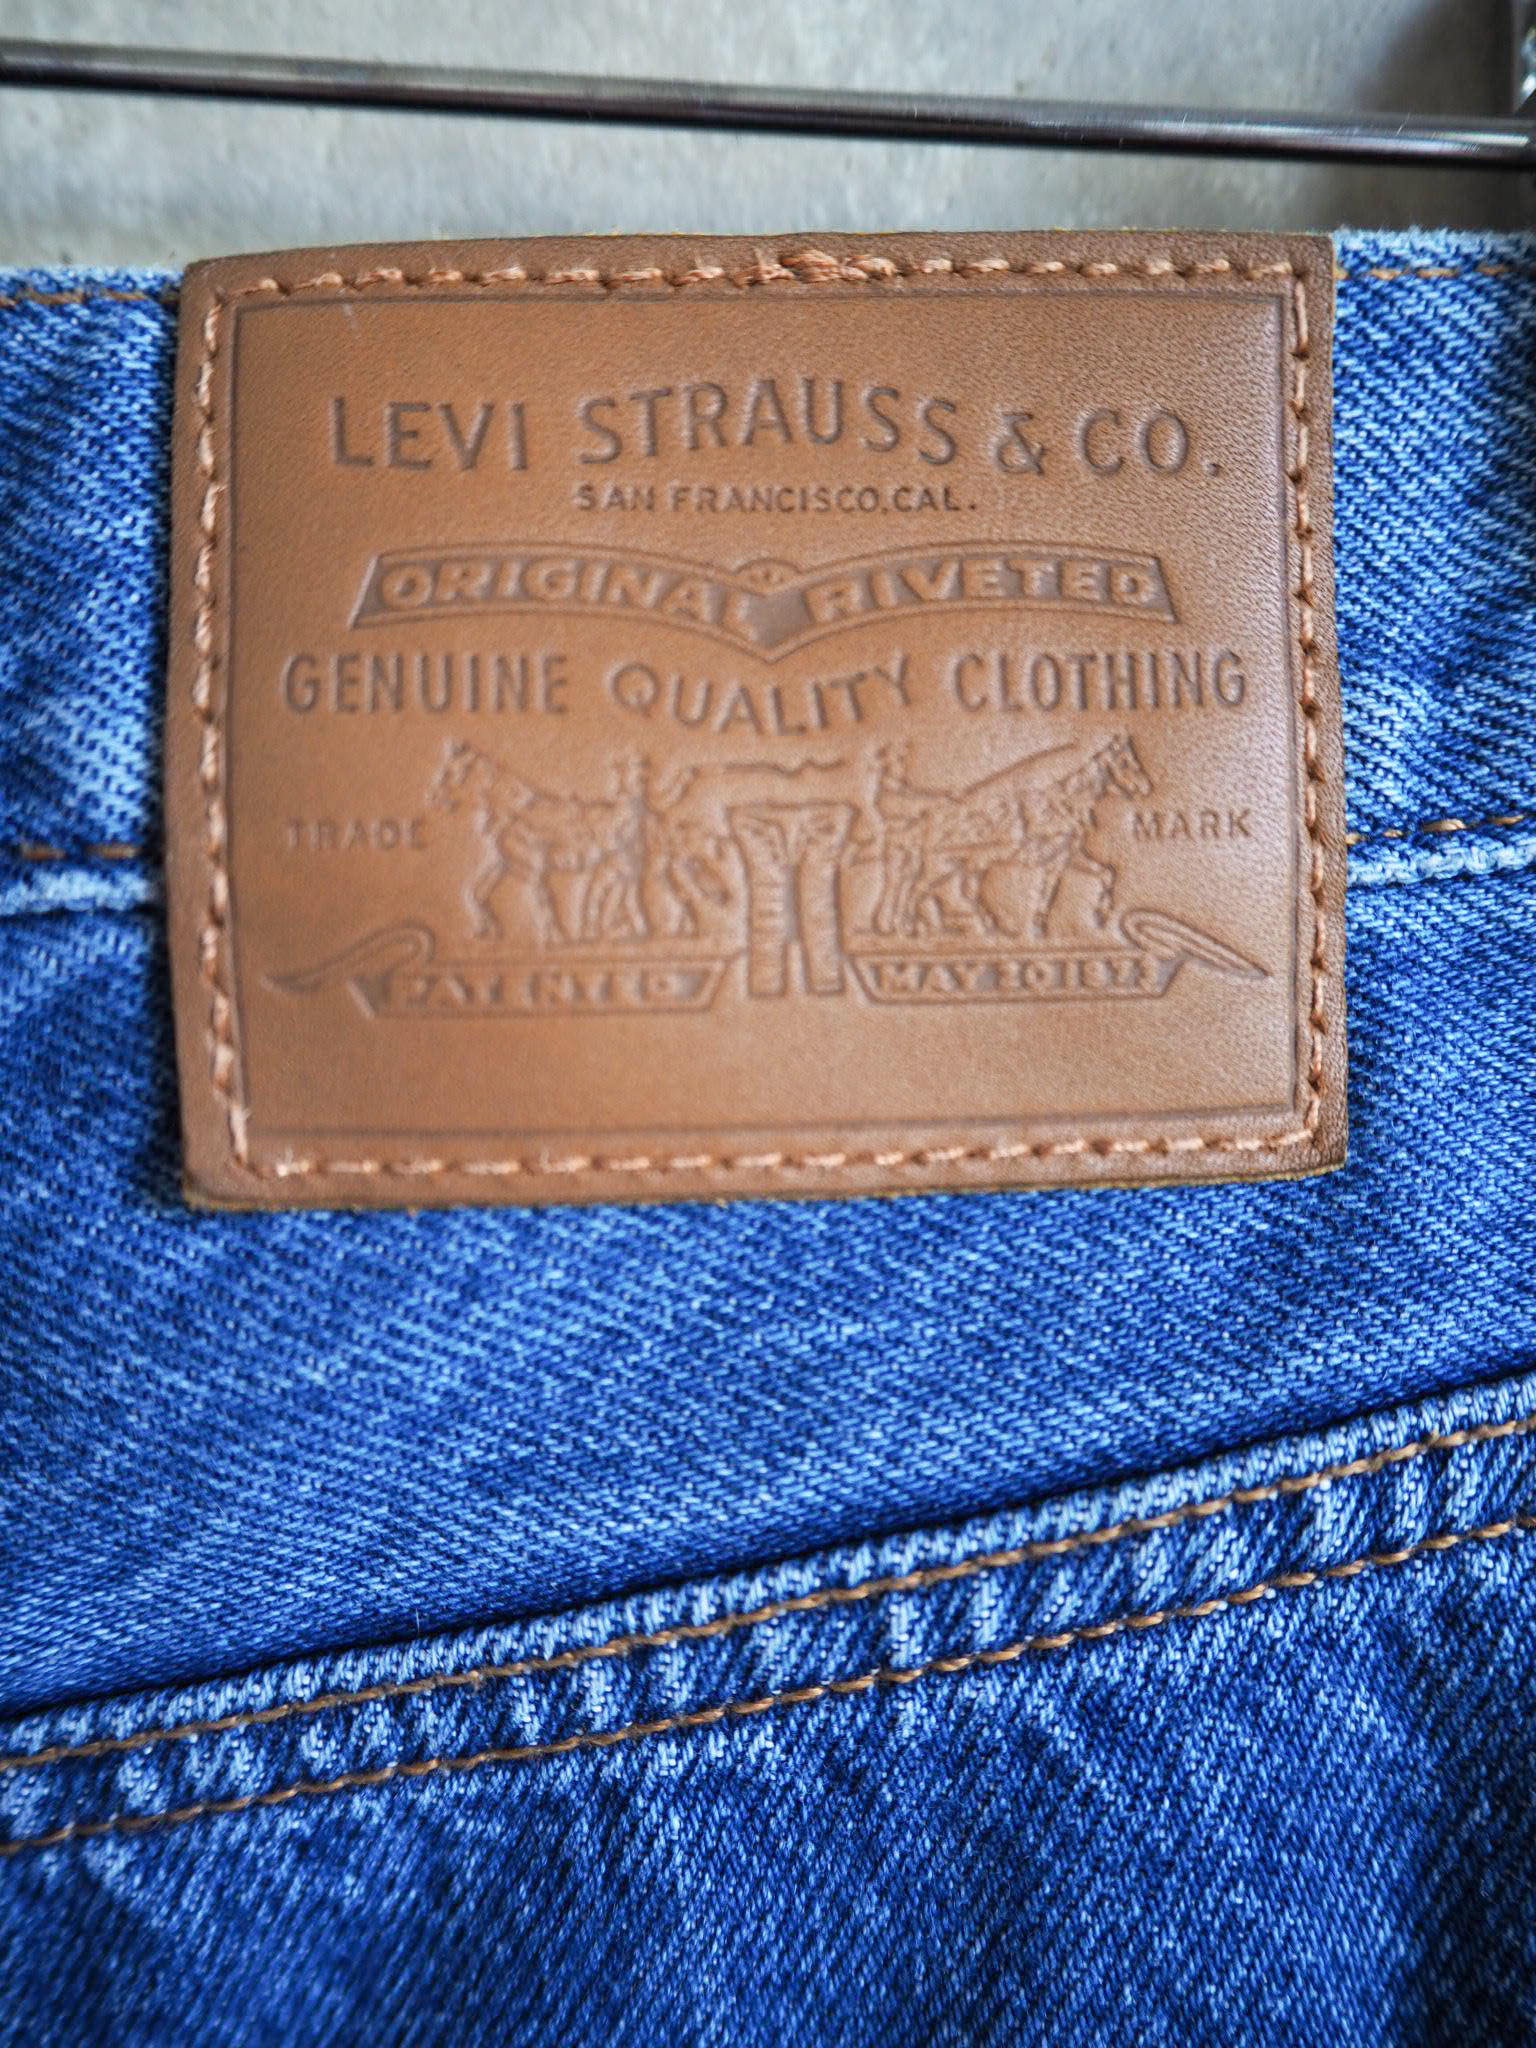 LEVI STRAUSS & CO.
SAN FRANCISCO, CAL.
ORIGINAL RIVETED
GENUINE QUALITY CLOTHING
TRADE MARK
PATENTED MAY 20 1873